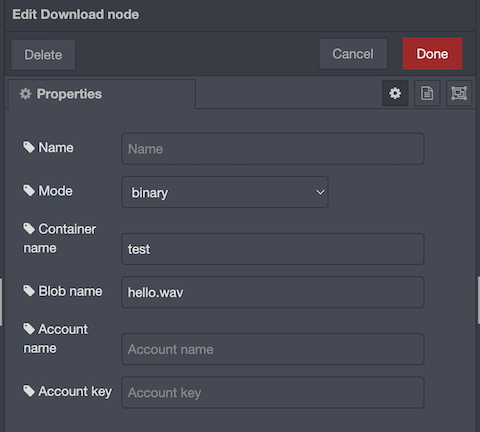 Edit Download node
Delete
Cancel
Done
Properties
Name
Name
Mode
binary
Container
name
test
Blob name
hello.wav
Account
name
Account name
Account key
Account key